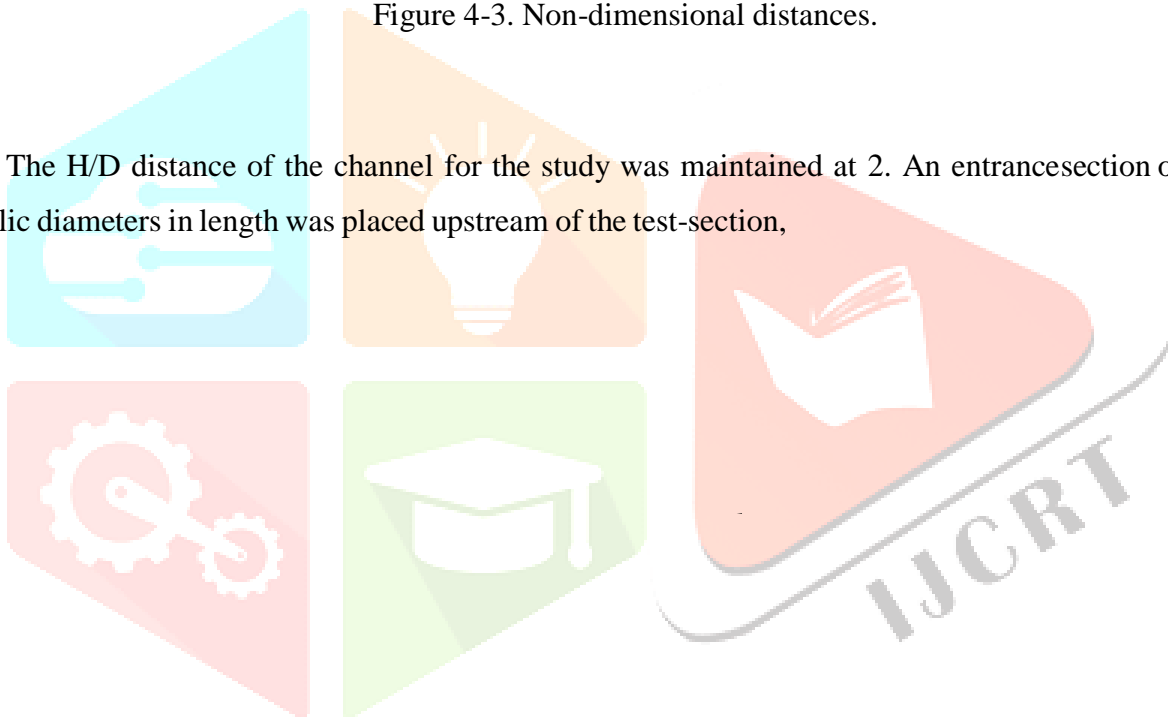 Figure 4-3. Non-dimensional distances.
The H/D distance of the channel for the study was maintained at 2. An entrancesection
lic diameters in length was placed upstream of the test-section,
IJCRT